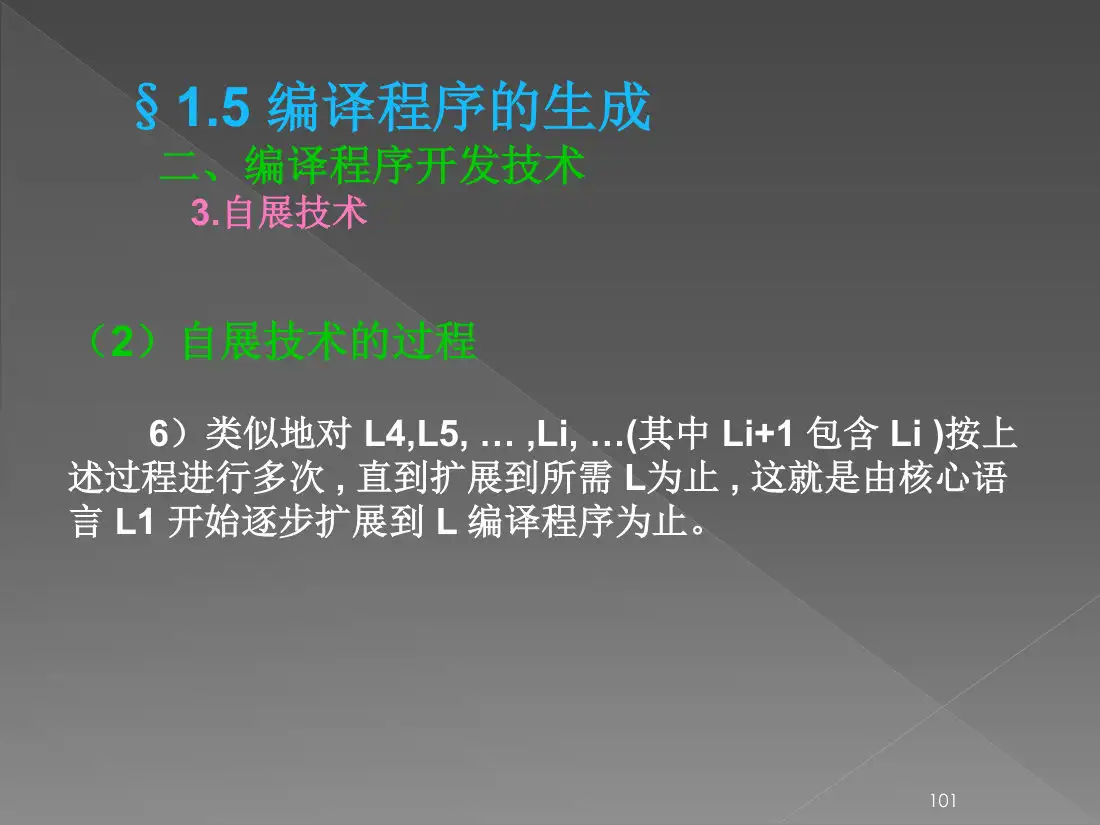 §1.5 编译程序的生成
二、编译程序开发技术
3.自展技术
（2）自展技术的过程
6）类似地对 L4,L5, … ,Li, …(其中 Li+1 包含 Li )按上
述过程进行多次 , 直到扩展到所需 L为止 , 这就是由核心语
言 L1 开始逐步扩展到 L 编译程序为止。
101